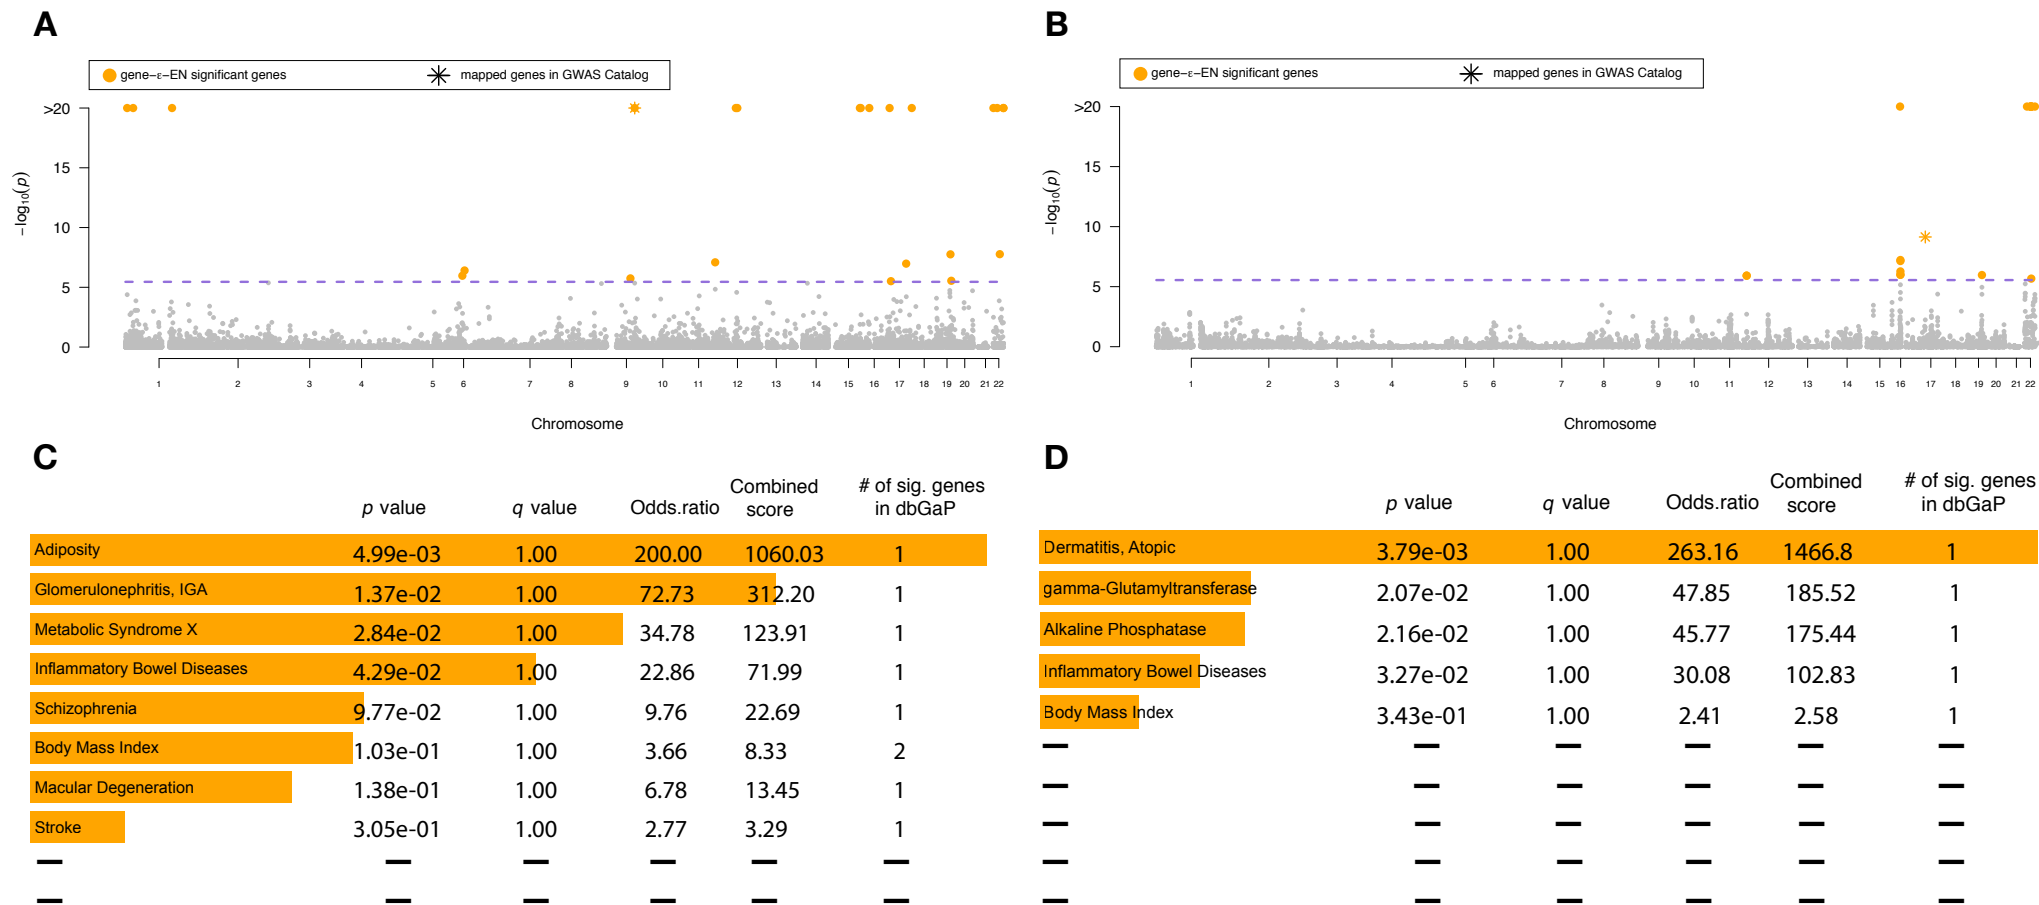 A
gene-ε-EN significant genes
mapped genes in GWAS Catalog
>20
15
10
5
0
−log10(p)
1 2 3 4 5 6 7 8 9 10 11 12 13 14 15 16 17 18 19 20 21 22
Chromosome
B
gene-ε-EN significant genes
mapped genes in GWAS Catalog
>20
15
10
5
0
−log10(p)
1 2 3 4 5 6 7 8 9 10 11 12 13 14 15 16 17 18 19 20 21 22
Chromosome
C
p value q value Odds.ratio Combined score # of sig. genes in dbGaP
Adiposity 4.99e-03 1.00 200.00 1060.03 1
Glomerulonephritis, IGA 1.37e-02 1.00 72.73 312.20 1
Metabolic Syndrome X 2.84e-02 1.00 34.78 123.91 1
Inflammatory Bowel Diseases 4.29e-02 1.00 22.86 71.99 1
Schizophrenia 9.77e-02 1.00 9.76 22.69 1
Body Mass Index 1.03e-01 1.00 3.66 8.33 2
Macular Degeneration 1.38e-01 1.00 6.78 13.45 1
Stroke 3.05e-01 1.00 2.77 3.29 1
— — — — — —
— — — — — —
D
p value q value Odds.ratio Combined score # of sig. genes in dbGaP
Dermatitis, Atopic 3.79e-03 1.00 263.16 1466.8 1
gamma-Glutamyltransferase 2.07e-02 1.00 47.85 185.52 1
Alkaline Phosphatase 2.16e-02 1.00 45.77 175.44 1
Inflammatory Bowel Diseases 3.27e-02 1.00 30.08 102.83 1
Body Mass Index 3.43e-01 1.00 2.41 2.58 1
— — — — — —
— — — — — —
— — — — — —
— — — — — —
— — — — — —